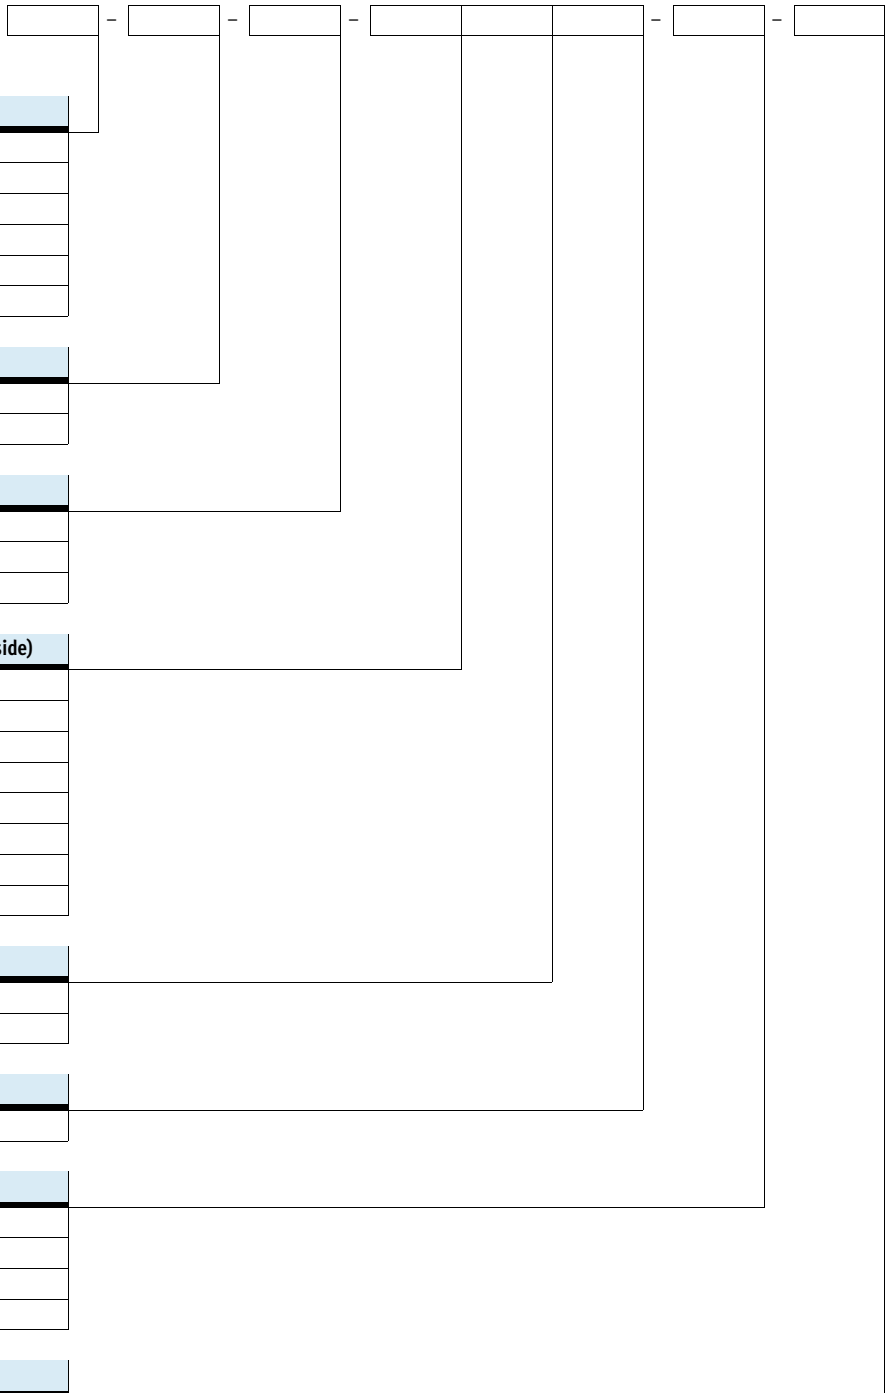 – – – – –
side)